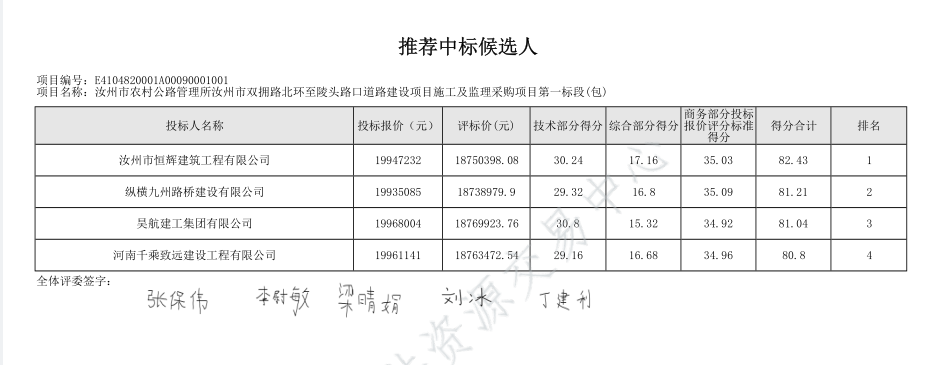 推荐中标候选人
项目编号：E4104820001A00090001001
项目名称：汝州市农村公路管理所汝州市双拥路北环至陵头路口道路建设项目施工及监理采购项目第一标段(包)
投标人名称 投标报价（元） 评标价(元) 技术部分得分 综合部分得分 商务部分投标报价评分标准得分 得分合计 排名
汝州市恒辉建筑工程有限公司 19947232 18750398.08 30.24 17.16 35.03 82.43 1
纵横九州路桥建设有限公司 19935085 18738979.9 29.32 16.8 35.09 81.21 2
昊航建工集团有限公司 19968004 18769923.76 30.8 15.32 34.92 81.04 3
河南千乘致远建设工程有限公司 19961141 18763472.54 29.16 16.68 34.96 80.8 4
全体评委签字：
张保伟 李尉敏 梁晴娟 刘冰 丁建利
资源交易中心